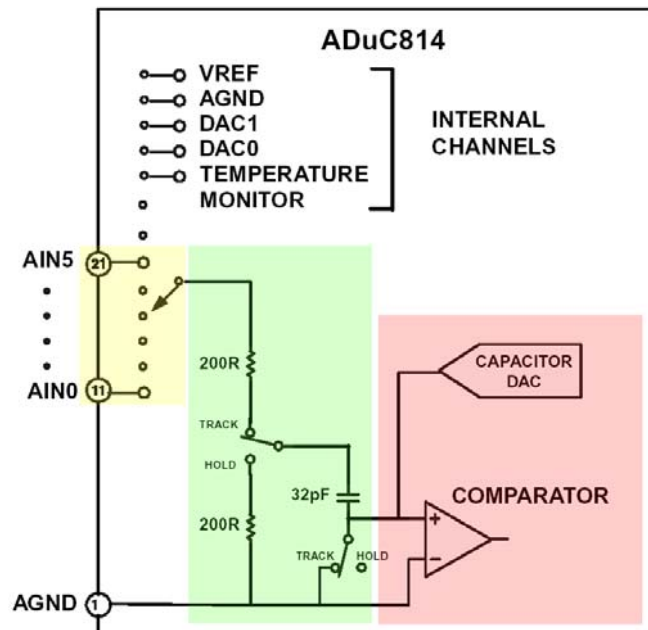 ADuC814
VREF
AGND
DAC1
DAC0
TEMPERATURE
MONITOR
INTERNAL
CHANNELS
AIN5
21
AIN0
11
200R
TRACK
HOLD
200R
32pF
TRACK
HOLD
CAPACITOR
DAC
COMPARATOR
+
−
AGND
1